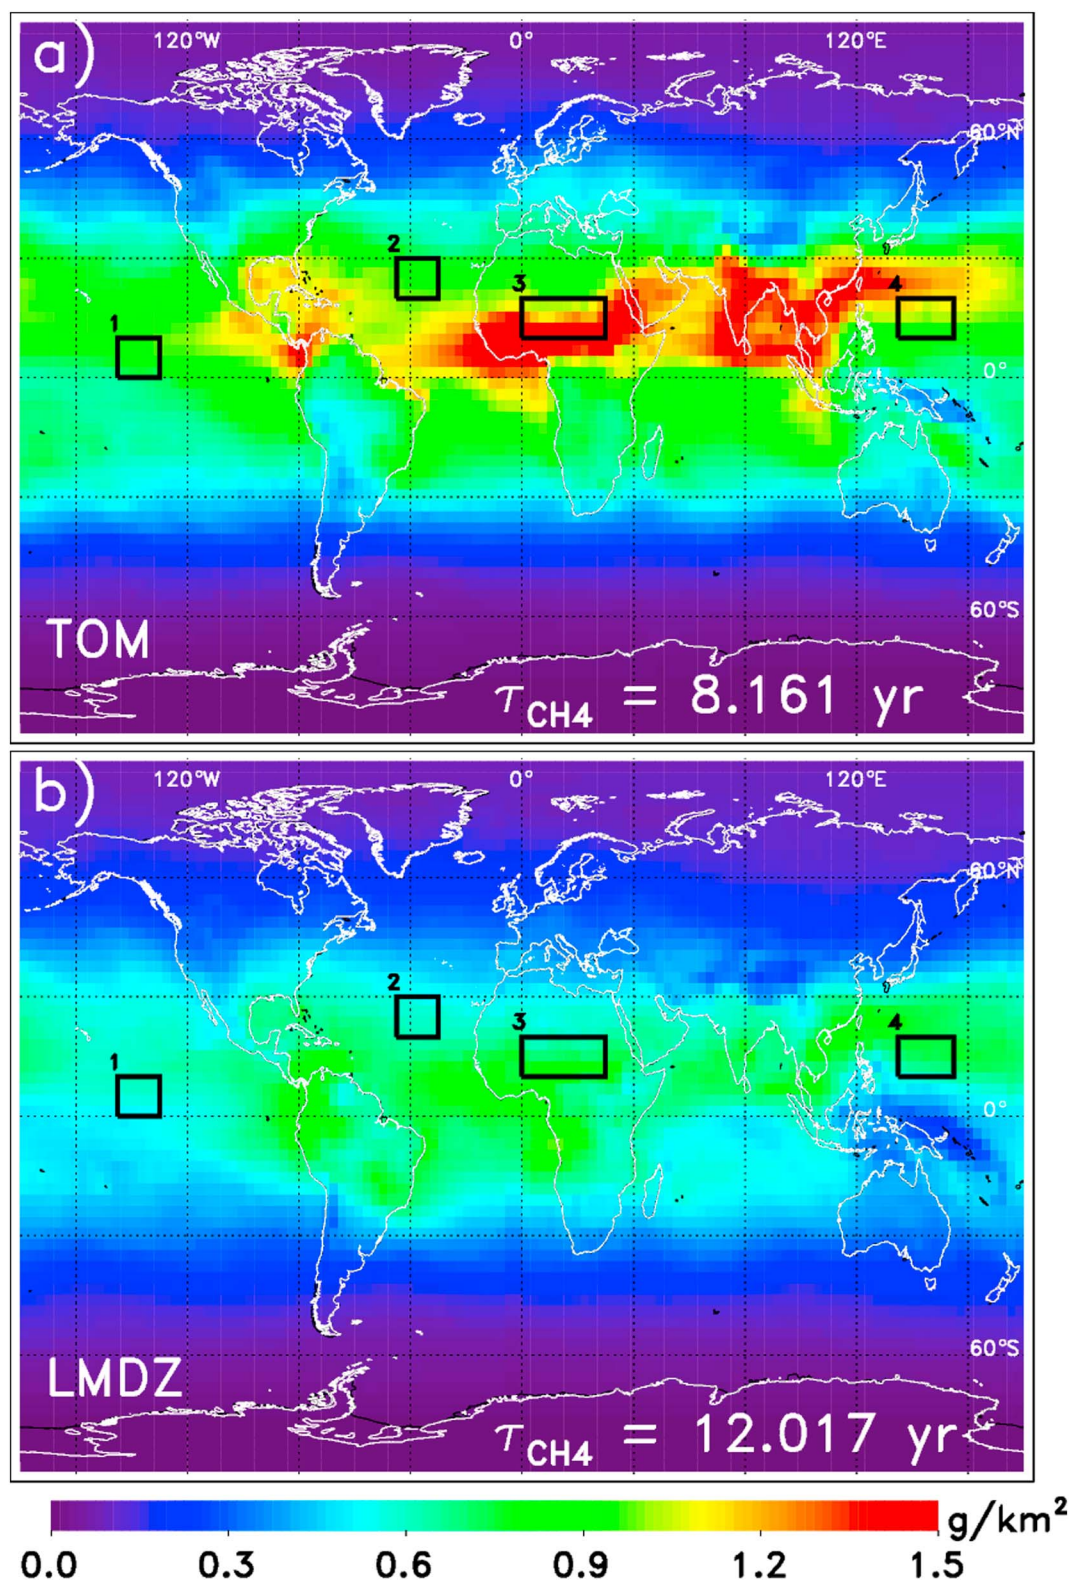 a)
120°W 0° 120°E
60°N
2
3
4
1
0°
60°S
TOM
τCH4 = 8.161 yr
b)
120°W 0° 120°E
60°N
2
3
4
1
0°
60°S
LMDZ
τCH4 = 12.017 yr
g/km²
0.0 0.3 0.6 0.9 1.2 1.5